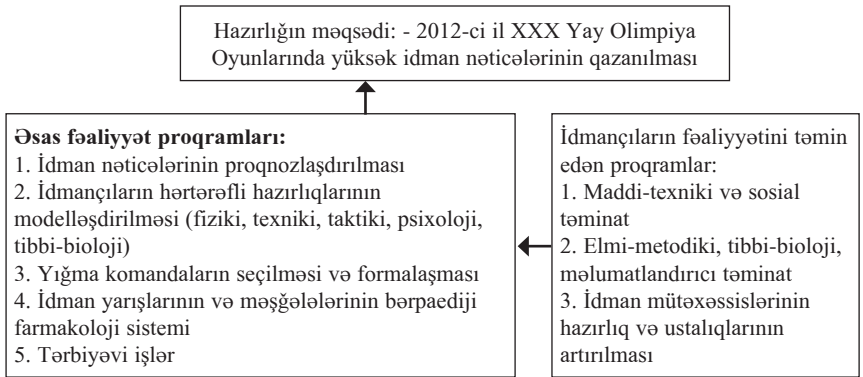 Hazırlığın məqsədi: - 2012-ci il XXX Yay Olimpiya
Oyunlarında yüksək idman nəticələrinin qazanılması
Əsas fəaliyyət proqramları:
1. İdman nəticələrinin proqnozlaşdırılması
2. İdmançıların hərtərəfli hazırlıqlarının
modelləşdirilməsi (fiziki, texniki, taktiki, psixoloji,
tibbi-bioloji)
3. Yığma komandaların seçilməsi və formalaşması
4. İdman yarışlarının və məşğələlərinin bərpaediji
farmakoloji sistemi
5. Tərbiyəvi işlər
İdmançıların fəaliyyətini təmin
edən proqramlar:
1. Maddi-texniki və sosial
təminat
2. Elmi-metodiki, tibbi-bioloji,
məlumatlandırıcı təminat
3. İdman mütəxəssislərinin
hazırlıq və ustalıqlarının
artırılması